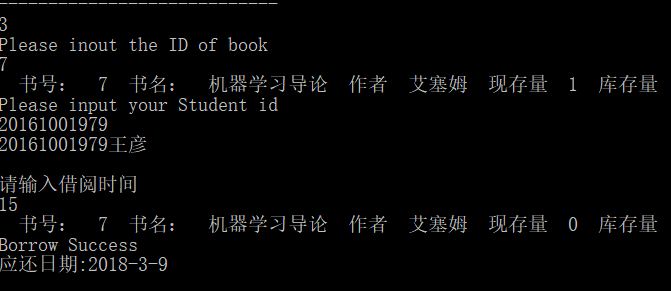 ----------------------------
3
Please inout the ID of book
7
书号： 7 书名： 机器学习导论 作者 艾塞姆 现存量 1 库存量
Please input your Student id
20161001979
20161001979王彦
请输入借阅时间
15
书号： 7 书名： 机器学习导论 作者 艾塞姆 现存量 0 库存量
Borrow Success
应还日期:2018-3-9